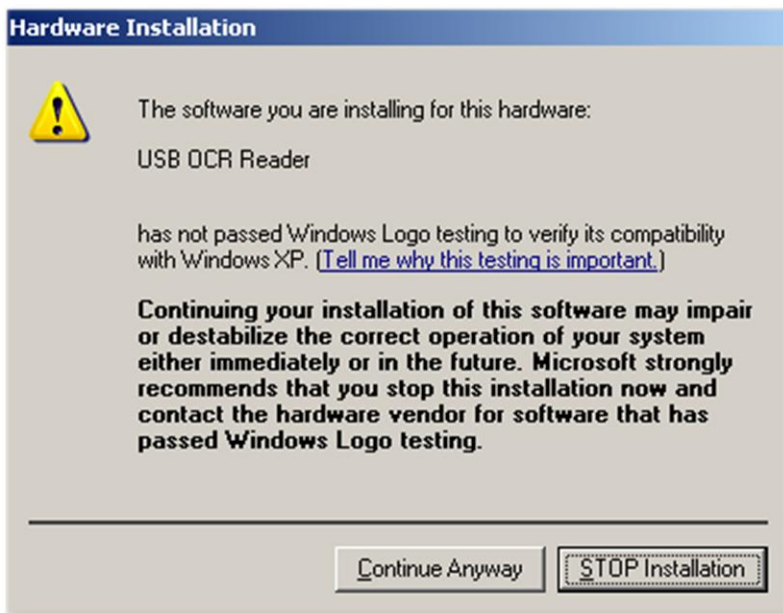 Hardware Installation
The software you are installing for this hardware:
USB OCR Reader
has not passed Windows Logo testing to verify its compatibility
with Windows XP. (Tell me why this testing is important.)
Continuing your installation of this software may impair
or destabilize the correct operation of your system
either immediately or in the future. Microsoft strongly
recommends that you stop this installation now and
contact the hardware vendor for software that has
passed Windows Logo testing.
Continue Anyway STOP Installation